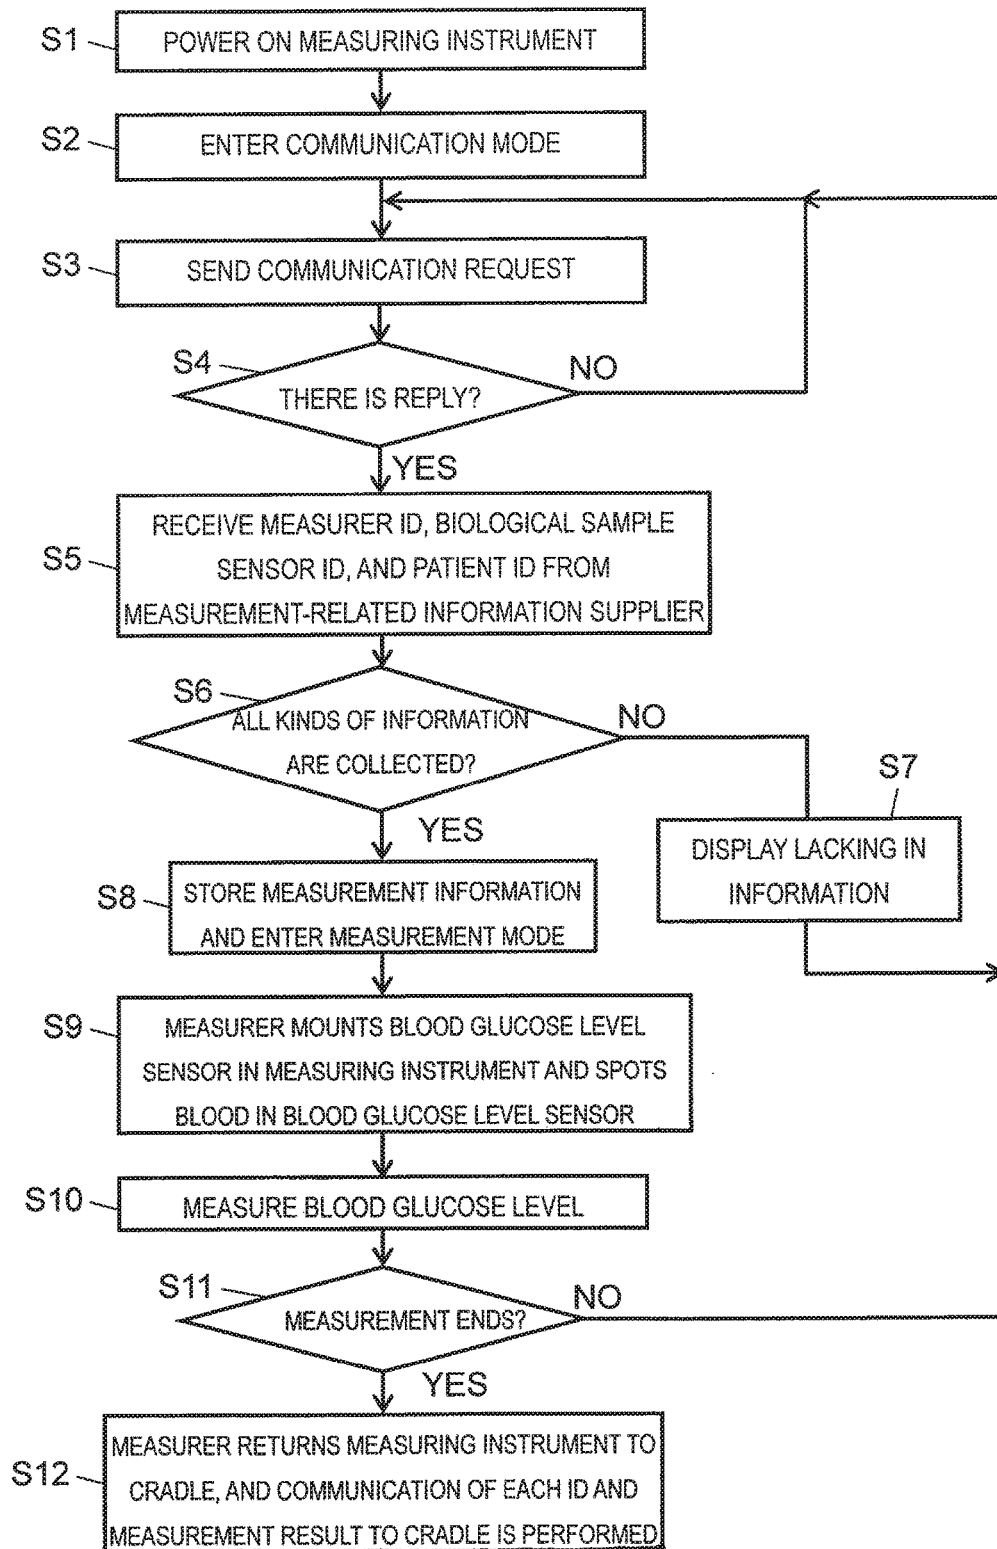 S1
POWER ON MEASURING INSTRUMENT
S2
ENTER COMMUNICATION MODE
S3
SEND COMMUNICATION REQUEST
S4
THERE IS REPLY?
NO
YES
S5
RECEIVE MEASURER ID, BIOLOGICAL SAMPLE
SENSOR ID, AND PATIENT ID FROM
MEASUREMENT-RELATED INFORMATION SUPPLIER
S6
ALL KINDS OF INFORMATION
ARE COLLECTED?
NO
YES
S7
DISPLAY LACKING IN
INFORMATION
S8
STORE MEASUREMENT INFORMATION
AND ENTER MEASUREMENT MODE
S9
MEASURER MOUNTS BLOOD GLUCOSE LEVEL
SENSOR IN MEASURING INSTRUMENT AND SPOTS
BLOOD IN BLOOD GLUCOSE LEVEL SENSOR
S10
MEASURE BLOOD GLUCOSE LEVEL
S11
MEASUREMENT ENDS?
NO
YES
S12
MEASURER RETURNS MEASURING INSTRUMENT TO
CRADLE, AND COMMUNICATION OF EACH ID AND
MEASUREMENT RESULT TO CRADLE IS PERFORMED